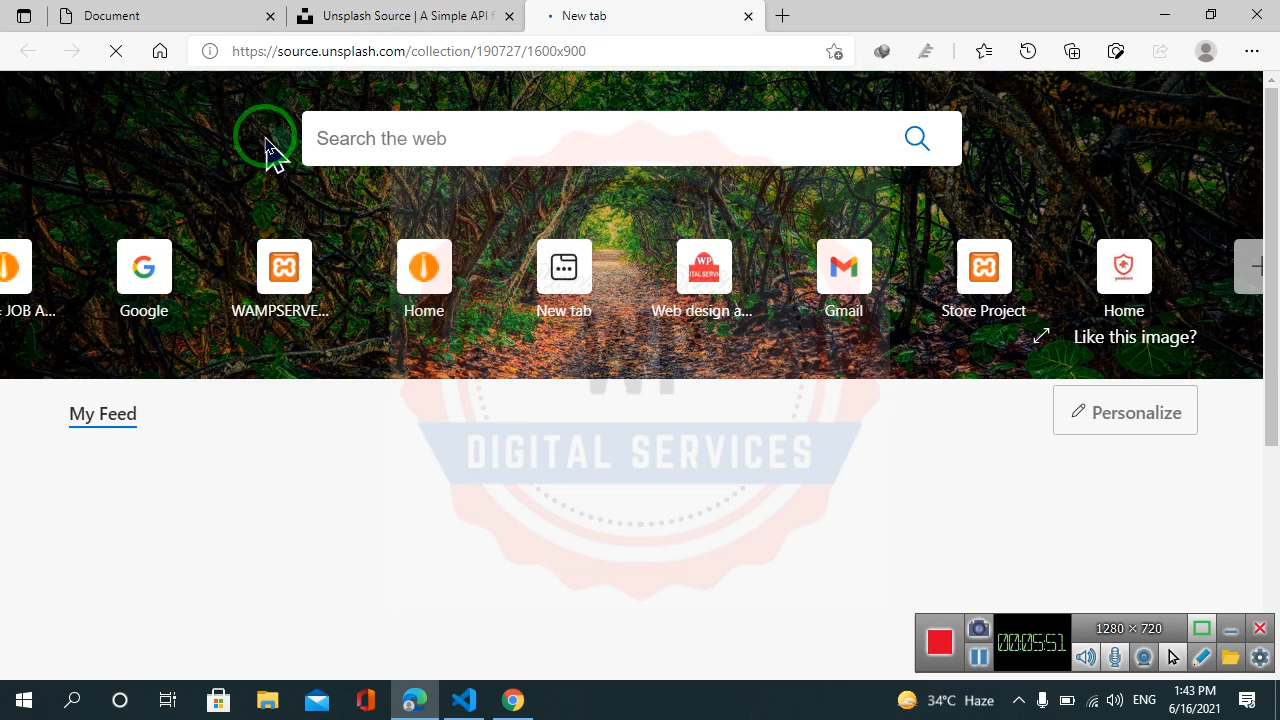 Document
Unsplash Source | A Simple API f
New tab
https://source.unsplash.com/collection/190727/1600x900
Search the web
JOB A...
Google
WAMPSERVE...
Home
New tab
Web design a...
Gmail
Store Project
Home
Like this image?
My Feed
Personalize
WP
DIGITAL SERVICES
00:05:51
1280 × 720
34°C Haze
ENG
1:43 PM
6/16/2021